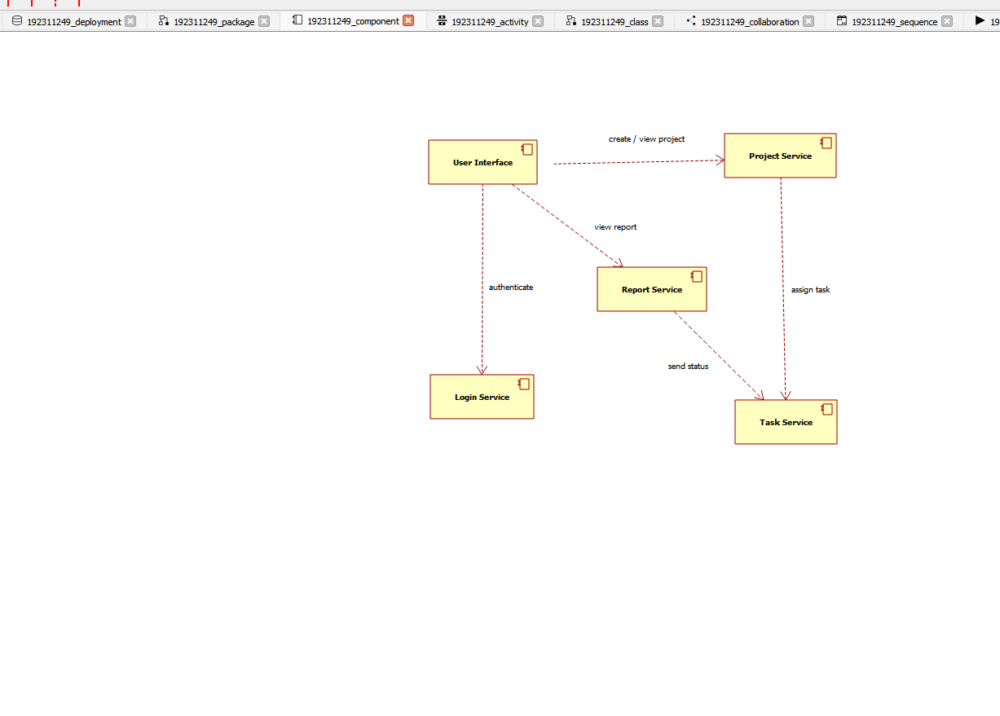 192311249_deployment
192311249_package
192311249_component
192311249_activity
192311249_class
192311249_collaboration
192311249_sequence
19
create / view project
User Interface
Project Service
view report
authenticate
Report Service
assign task
send status
Login Service
Task Service